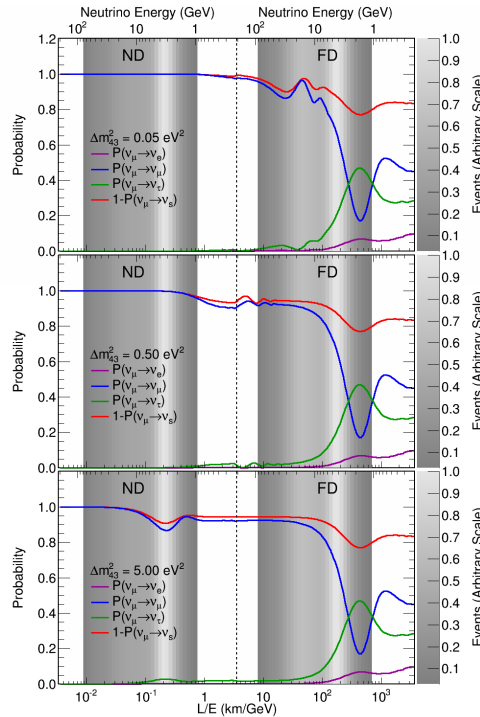 Neutrino Energy (GeV) Neutrino Energy (GeV)
10² 10 1 10² 10 1
1.2 1.0 0.8 0.6 0.4 0.2 0.0
Probability
ND FD
Δm²₄₃ = 0.05 eV²
P(νμ→νe)
P(νμ→νμ)
P(νμ→ντ)
1-P(νμ→νs)
1.0 0.9 0.8 0.7 0.6 0.5 0.4 0.3 0.2 0.1
Events (Arbitrary Scale)
1.0 0.8 0.6 0.4 0.2 0.0
Probability
ND FD
Δm²₄₃ = 0.50 eV²
P(νμ→νe)
P(νμ→νμ)
P(νμ→ντ)
1-P(νμ→νs)
1.0 0.9 0.8 0.7 0.6 0.5 0.4 0.3 0.2 0.1
Events (Arbitrary Scale)
1.0 0.8 0.6 0.4 0.2 0.0
Probability
ND FD
Δm²₄₃ = 5.00 eV²
P(νμ→νe)
P(νμ→νμ)
P(νμ→ντ)
1-P(νμ→νs)
1.0 0.9 0.8 0.7 0.6 0.5 0.4 0.3 0.2 0.1
Events (Arbitrary Scale)
10⁻² 10⁻¹ 1 10 10² 10³
L/E (km/GeV)